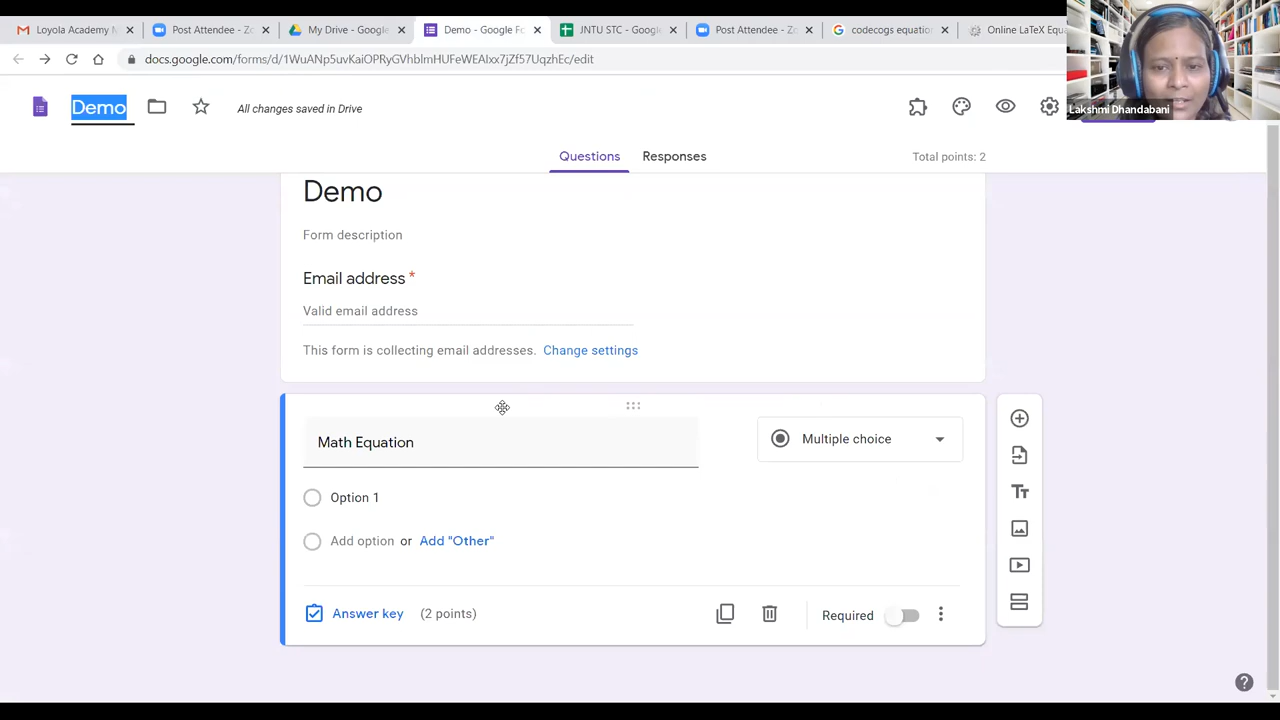 Loyola Academy M
Post Attendee - Zo
My Drive - Google
Demo - Google Fo
JNTU STC - Google
Post Attendee - Zo
codecogs equation
Online LaTeX Equ
docs.google.com/forms/d/1WuANp5uvKaiOPKyGVhblmHUFeWEAIxx7jZf57UqzhEc/edit
Lakshmi Dhandabani
Demo
All changes saved in Drive
Questions
Responses
Total points: 2
Demo
Form description
Email address *
Valid email address
This form is collecting email addresses. Change settings
Math Equation
Multiple choice
Option 1
Add option or Add "Other"
Answer key (2 points)
Required